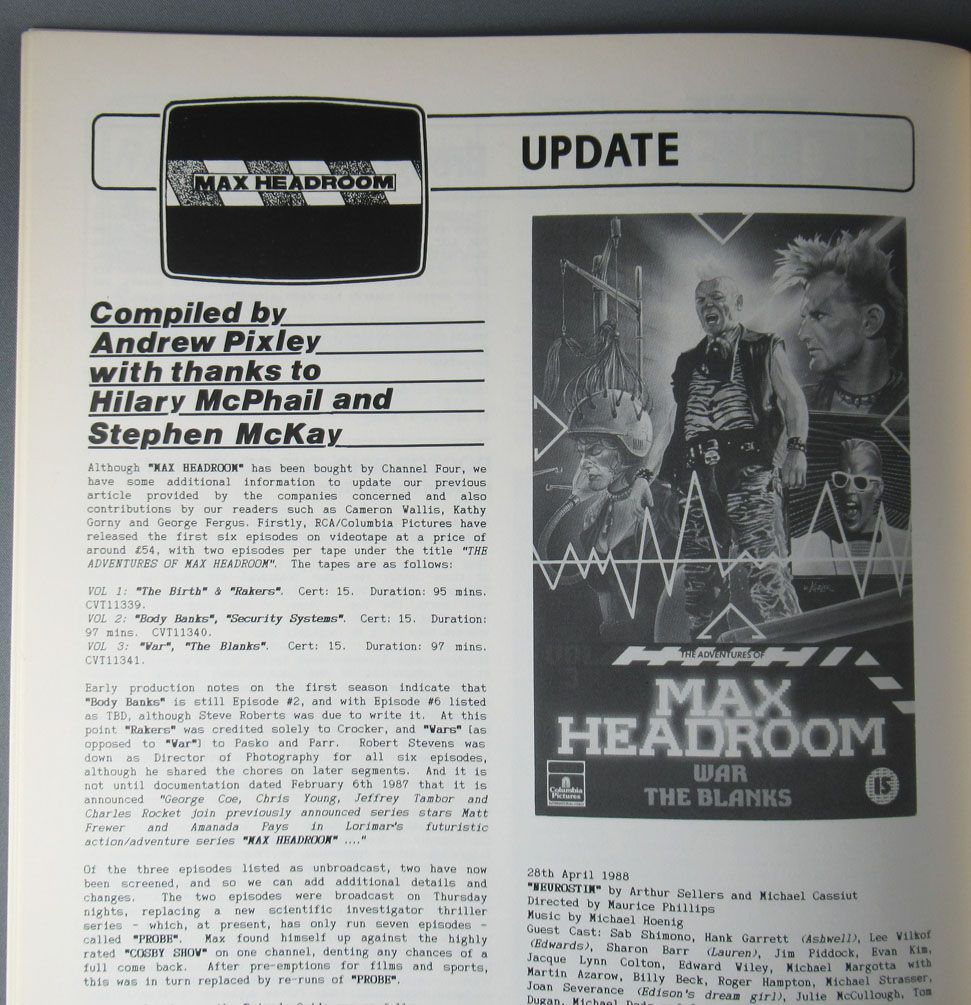 MAX HEADROOM
UPDATE
Compiled by
Andrew Pixley
with thanks to
Hilary McPhail and
Stephen McKay
Although "MAX HEADROOM" has been bought by Channel Four, we
have some additional information to update our previous
article provided by the companies concerned and also
contributions by our readers such as Cameron Wallis, Kathy
Gorny and George Fergus. Firstly, RCA/Columbia Pictures have
released the first six episodes on videotape at a price of
around £54, with two episodes per tape under the title "THE
ADVENTURES OF MAX HEADROOM". The tapes are as follows:
VOL 1: "The Birth" & "Rakers". Cert: 15. Duration: 95 mins.
CVT11339.
VOL 2: "Body Banks", "Security Systems". Cert: 15. Duration:
97 mins. CVT11340.
VOL 3: "War", "The Blanks". Cert: 15. Duration: 97 mins.
CVT11341.
Early production notes on the first season indicate that
"Body Banks" is still Episode #2, and with Episode #6 listed
as TBD, although Steve Roberts was due to write it. At this
point "Rakers" was credited solely to Crocker, and "Wars" [as
opposed to "War"] to Pasko and Parr. Robert Stevens was
down as Director of Photography for all six episodes,
although he shared the chores on later segments. And it is
not until documentation dated February 6th 1987 that it is
announced "George Coe, Chris Young, Jeffrey Tambor and
Charles Rocket join previously announced series stars Matt
Frewer and Amanada Pays in Lorimar's futuristic
action/adventure series "MAX HEADROOM" ...."
Of the three episodes listed as unbroadcast, two have now
been screened, and so we can add additional details and
changes. The two episodes were broadcast on Thursday
nights, replacing a new scientific investigator thriller
series - which, at present, has only run seven episodes -
called "PROBE". Max found himself up against the highly
rated "COSBY SHOW" on one channel, denting any chances of a
full come back. After pre-emptions for films and sports,
this was in turn replaced by re-runs of "PROBE".
THE ADVENTURES OF
MAX
HEADROOM
WAR
THE BLANKS
Columbia
Pictures
15
28th April 1988
"NEUROSTIM" by Arthur Sellers and Michael Cassiut
Directed by Maurice Phillips
Music by Michael Hoenig
Guest Cast: Sab Shimono, Hank Garrett (Ashwell), Lee Wilkof
(Edwards), Sharon Barr (Lauren), Jim Piddock, Evan Kim,
Jacque Lynn Colton, Edward Wiley, Michael Margotta with
Martin Azarow, Billy Beck, Roger Hampton, Michael Strasser,
Joan Severance (Edison's dream girl), Julie McCullough, Tom
Dugan, Michael